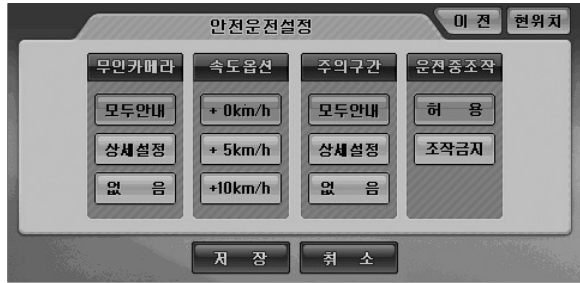 안전운전설정 이 전 현위치
무인카메라 속도옵션 주의구간 운전중조작
모두안내 + 0km/h 모두안내 허 용
상세설정 + 5km/h 상세설정 조작금지
없 음 +10km/h 없 음
저 장 취 소